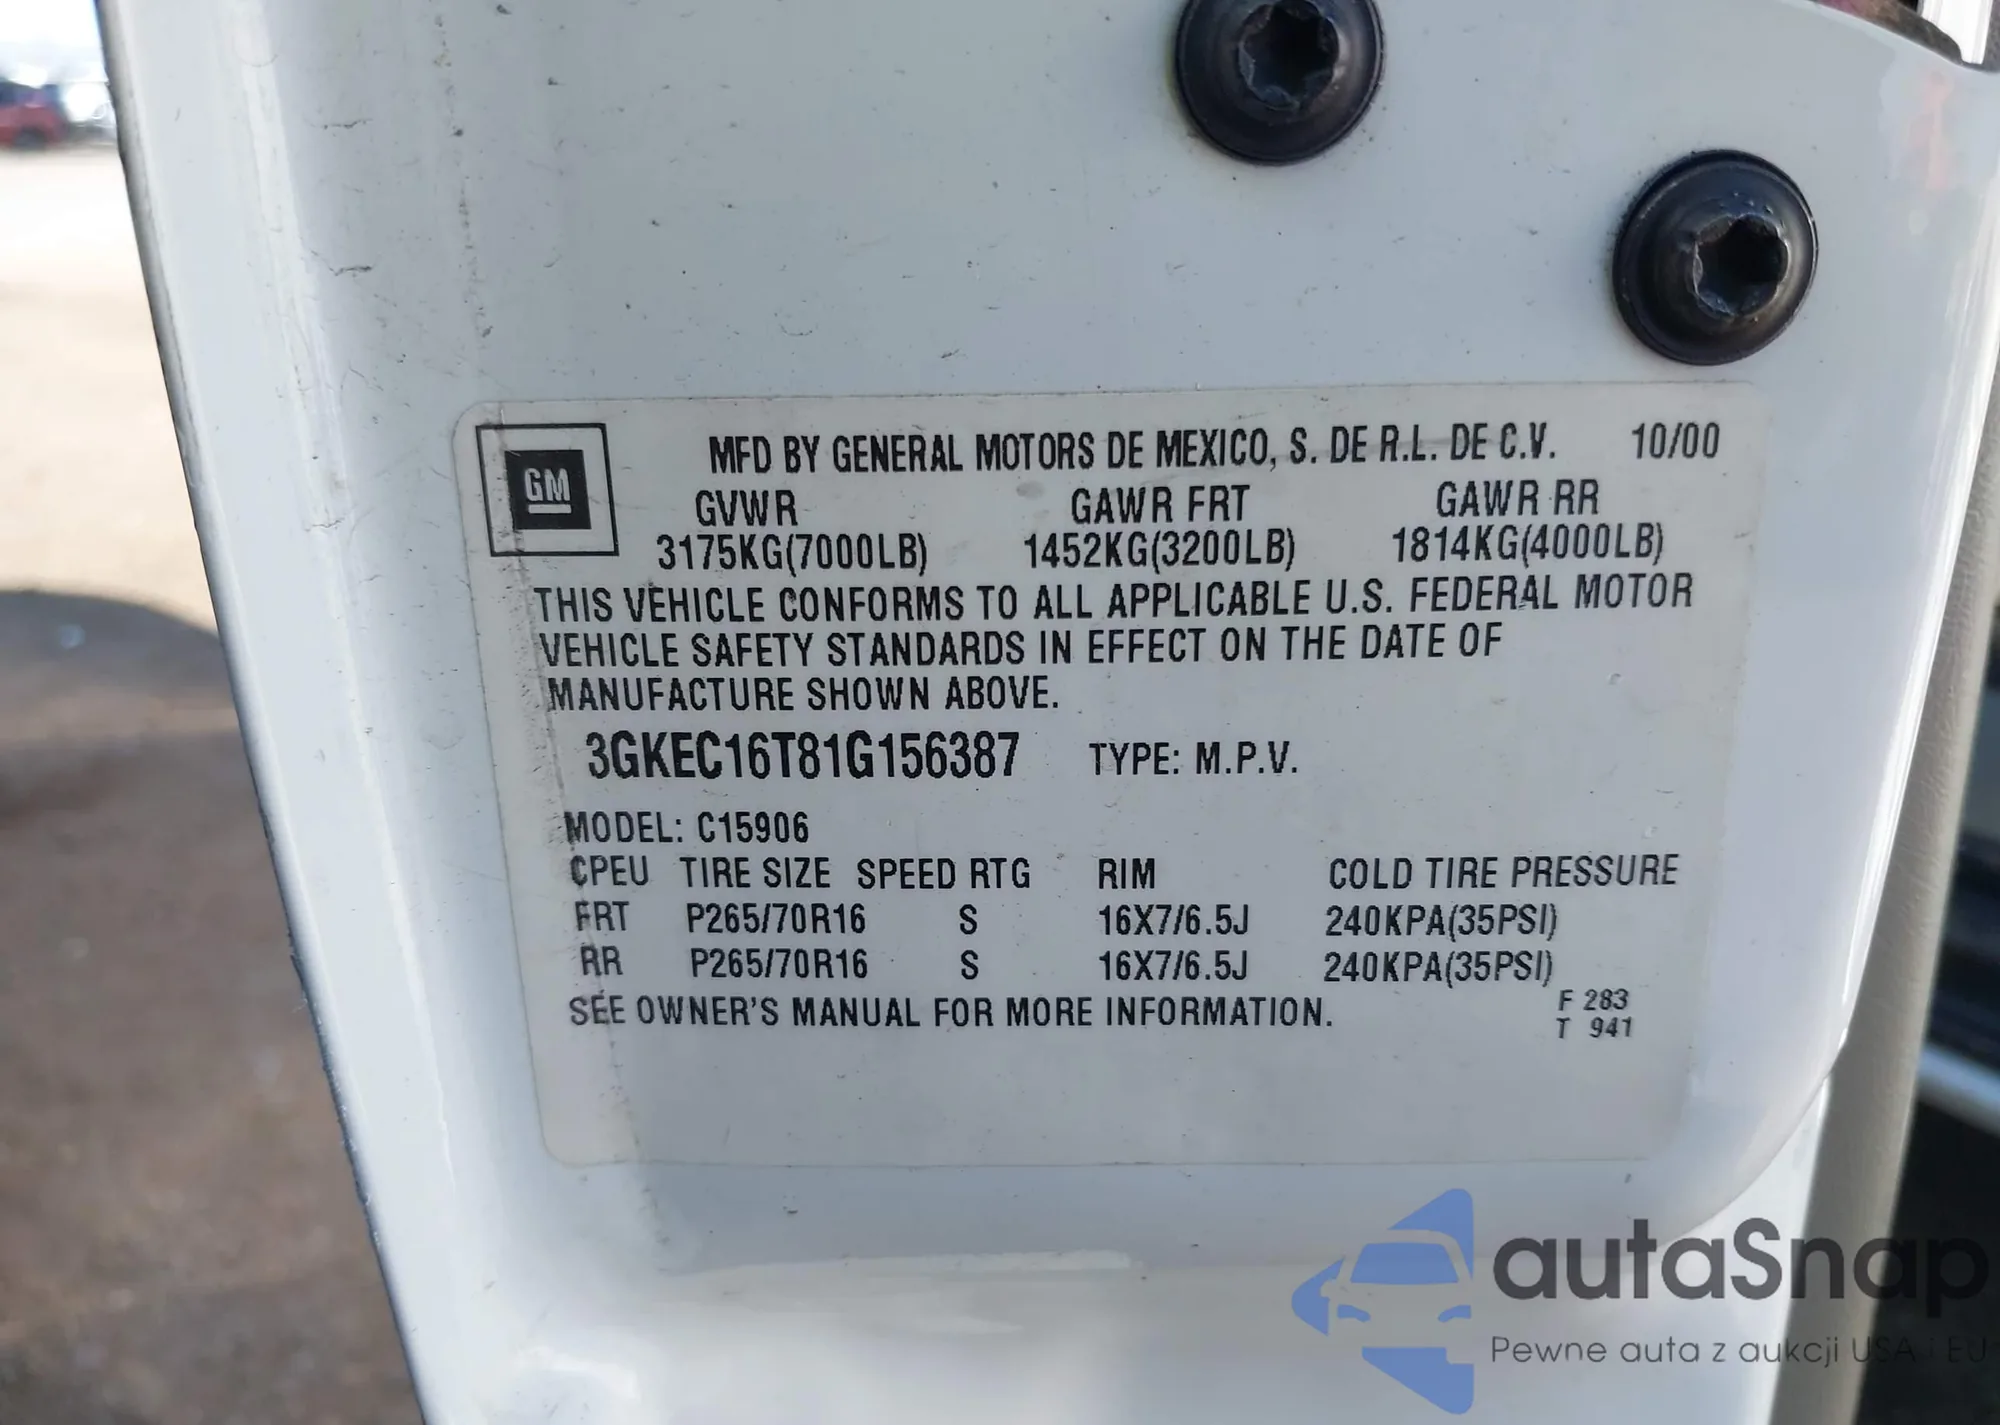 MFD BY GENERAL MOTORS DE MEXICO, S. DE R.L. DE C.V. 10/00
GM
GVWR GAWR FRT GAWR RR
3175KG(7000LB) 1452KG(3200LB) 1814KG(4000LB)
THIS VEHICLE CONFORMS TO ALL APPLICABLE U.S. FEDERAL MOTOR
VEHICLE SAFETY STANDARDS IN EFFECT ON THE DATE OF
MANUFACTURE SHOWN ABOVE.
3GKEC16T81G156387 TYPE: M.P.V.
MODEL: C15906
CPEU TIRE SIZE SPEED RTG RIM COLD TIRE PRESSURE
FRT P265/70R16 S 16X7/6.5J 240KPA(35PSI)
RR P265/70R16 S 16X7/6.5J 240KPA(35PSI)
SEE OWNER'S MANUAL FOR MORE INFORMATION.
F 283
T 941
autaSnap
Pewne auta z aukcji USA i EU